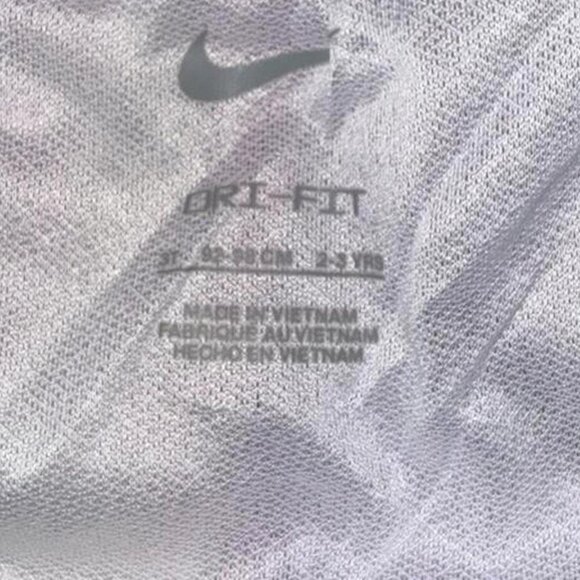 DRI-FIT
3T 92-98 CM 2-3 YRS
MADE IN VIETNAM
FABRIQUE AU VIETNAM
HECHO EN VIETNAM